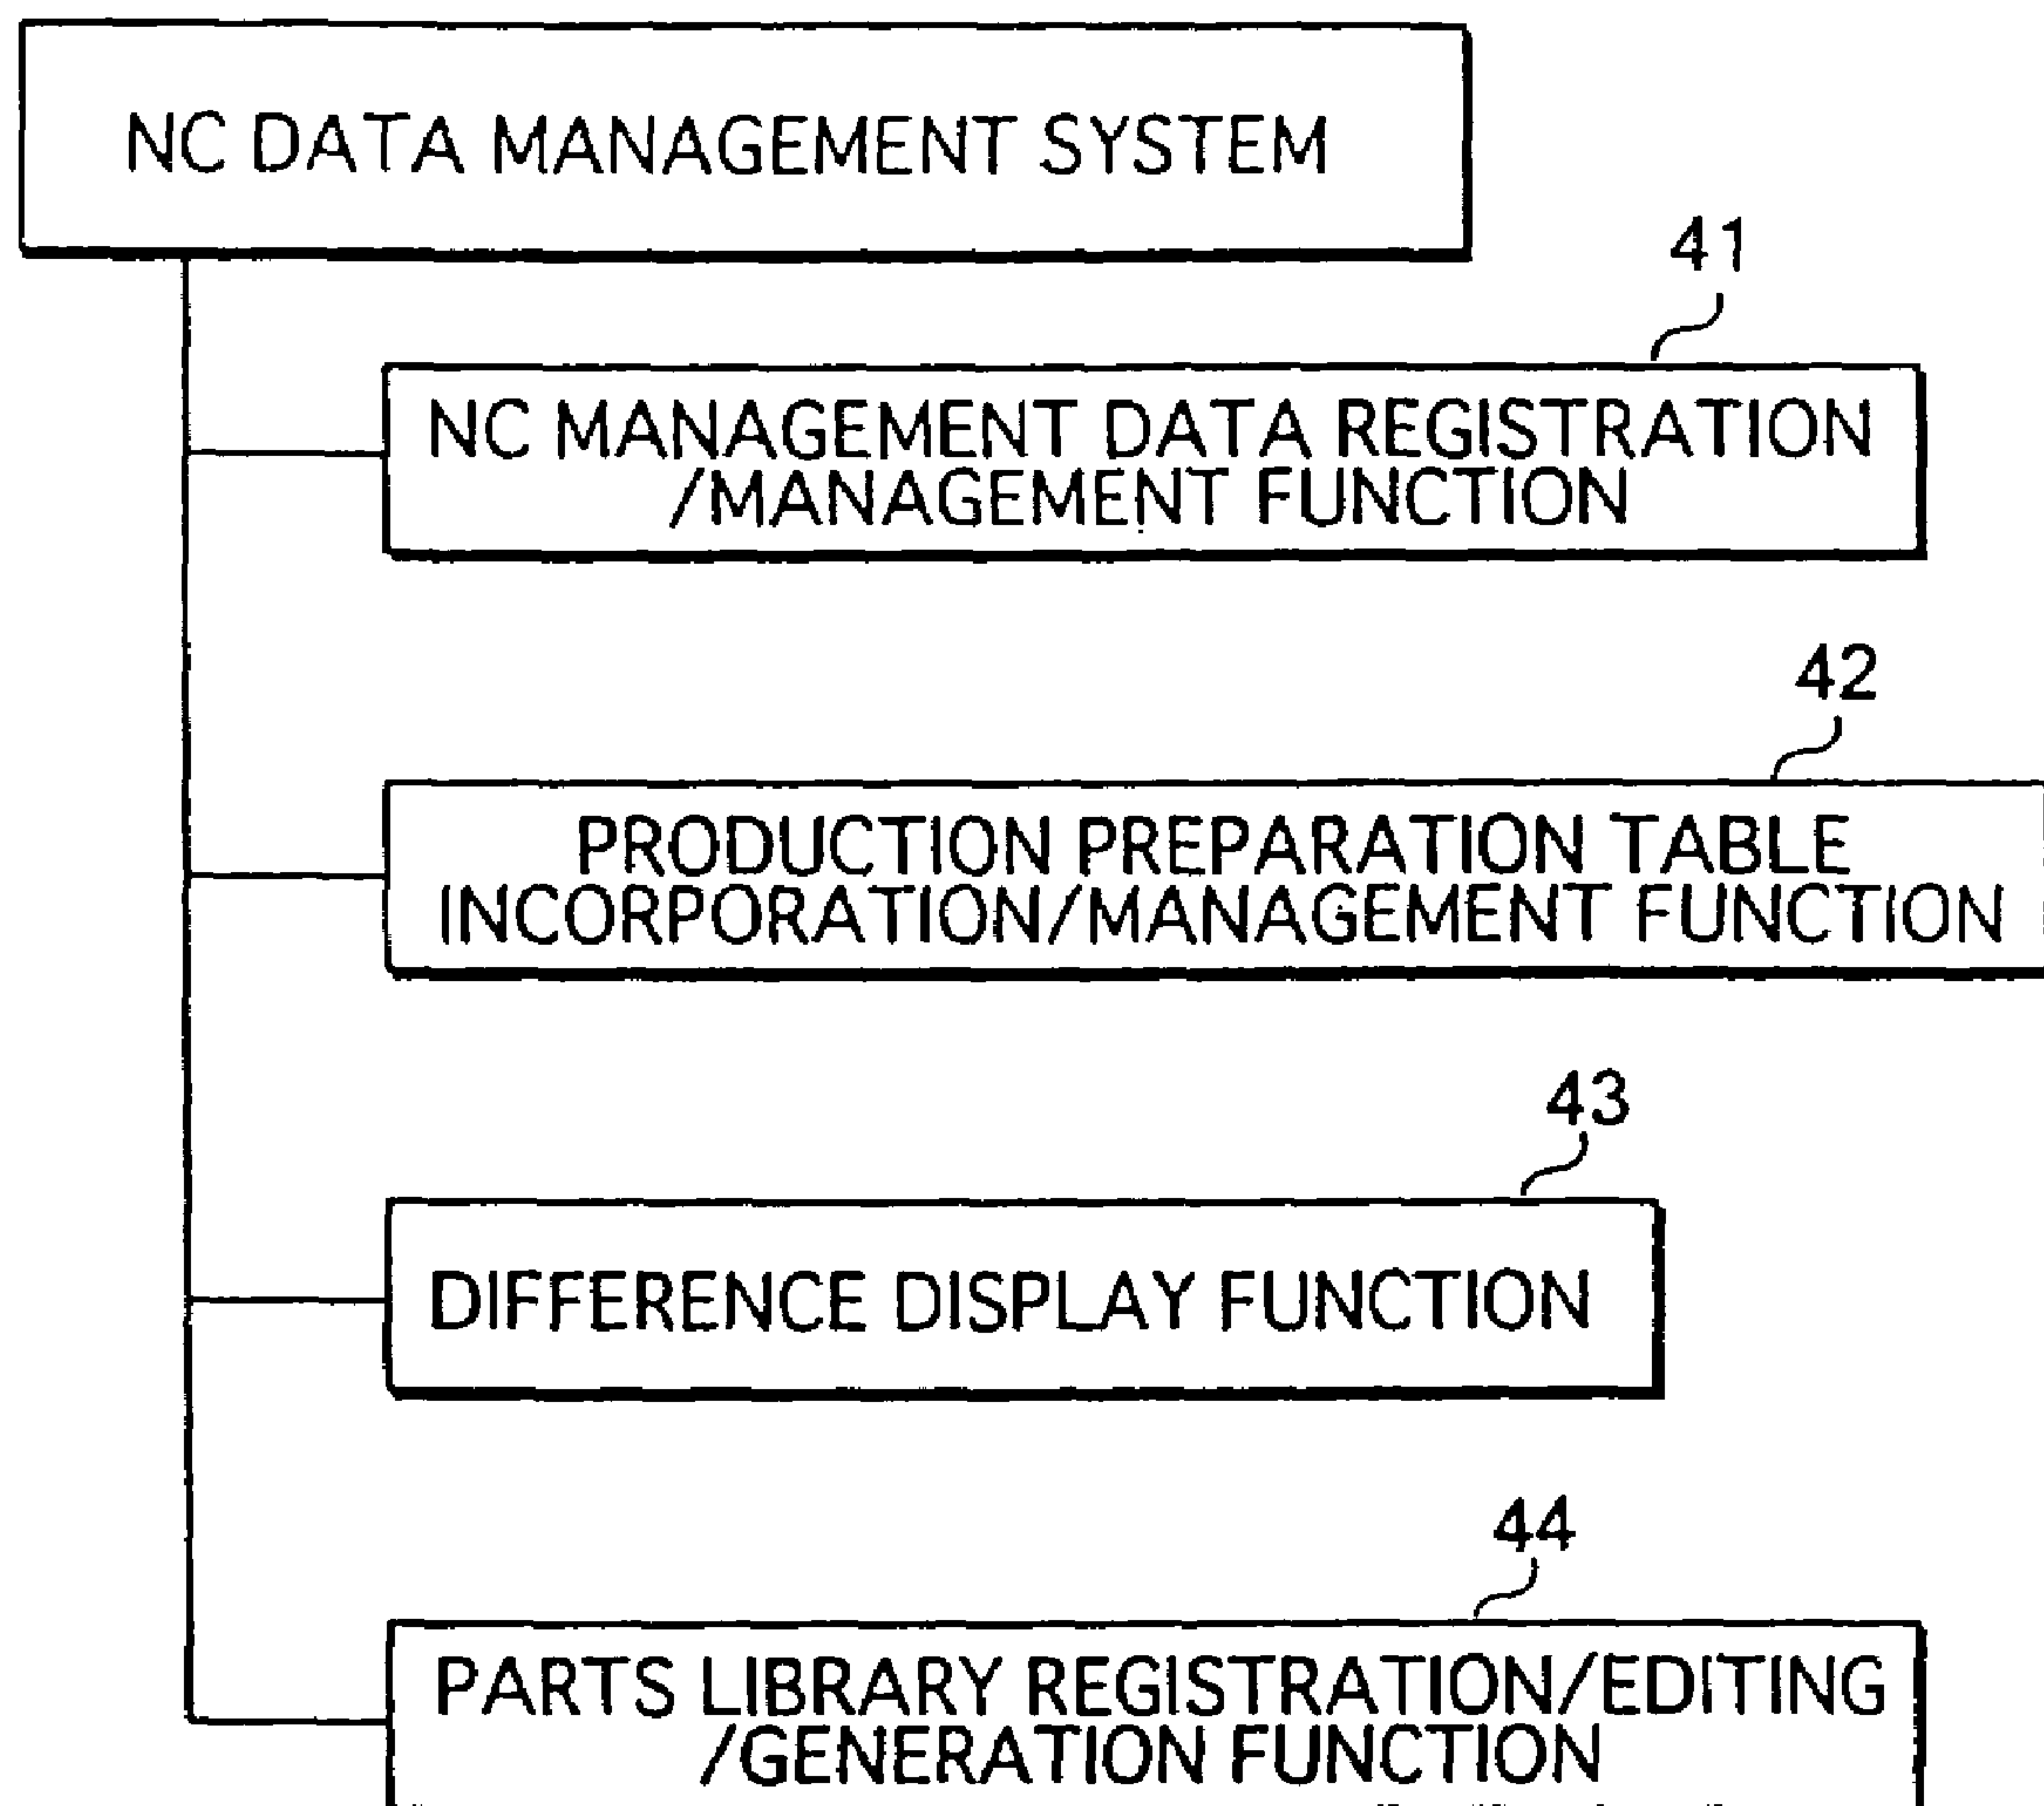 NC DATA MANAGEMENT SYSTEM
41
NC MANAGEMENT DATA REGISTRATION
/MANAGEMENT FUNCTION
42
PRODUCTION PREPARATION TABLE
INCORPORATION/MANAGEMENT FUNCTION
43
DIFFERENCE DISPLAY FUNCTION
44
PARTS LIBRARY REGISTRATION/EDITING
/GENERATION FUNCTION